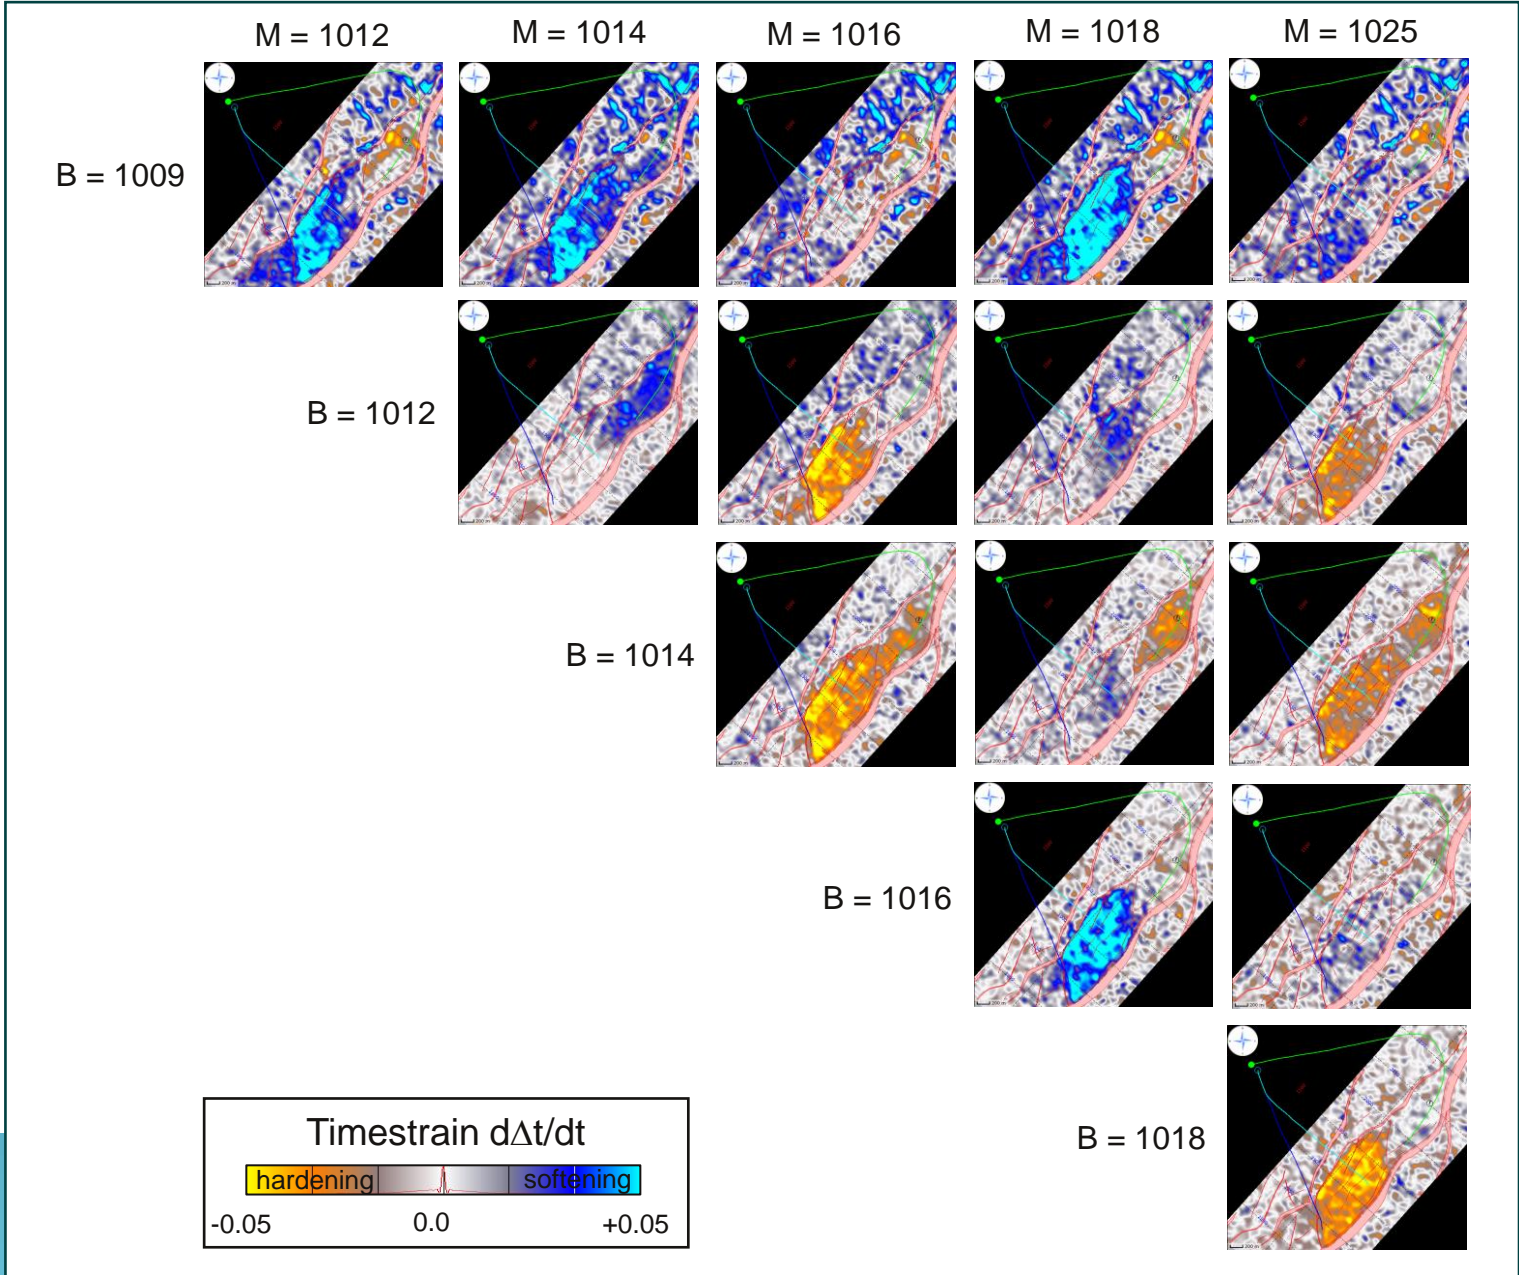 M = 1012
M = 1014
M = 1016
M = 1018
M = 1025
B = 1009
B = 1012
B = 1014
B = 1016
B = 1018
Timestrain d∆t/dt
hardening softening
-0.05 0.0 +0.05